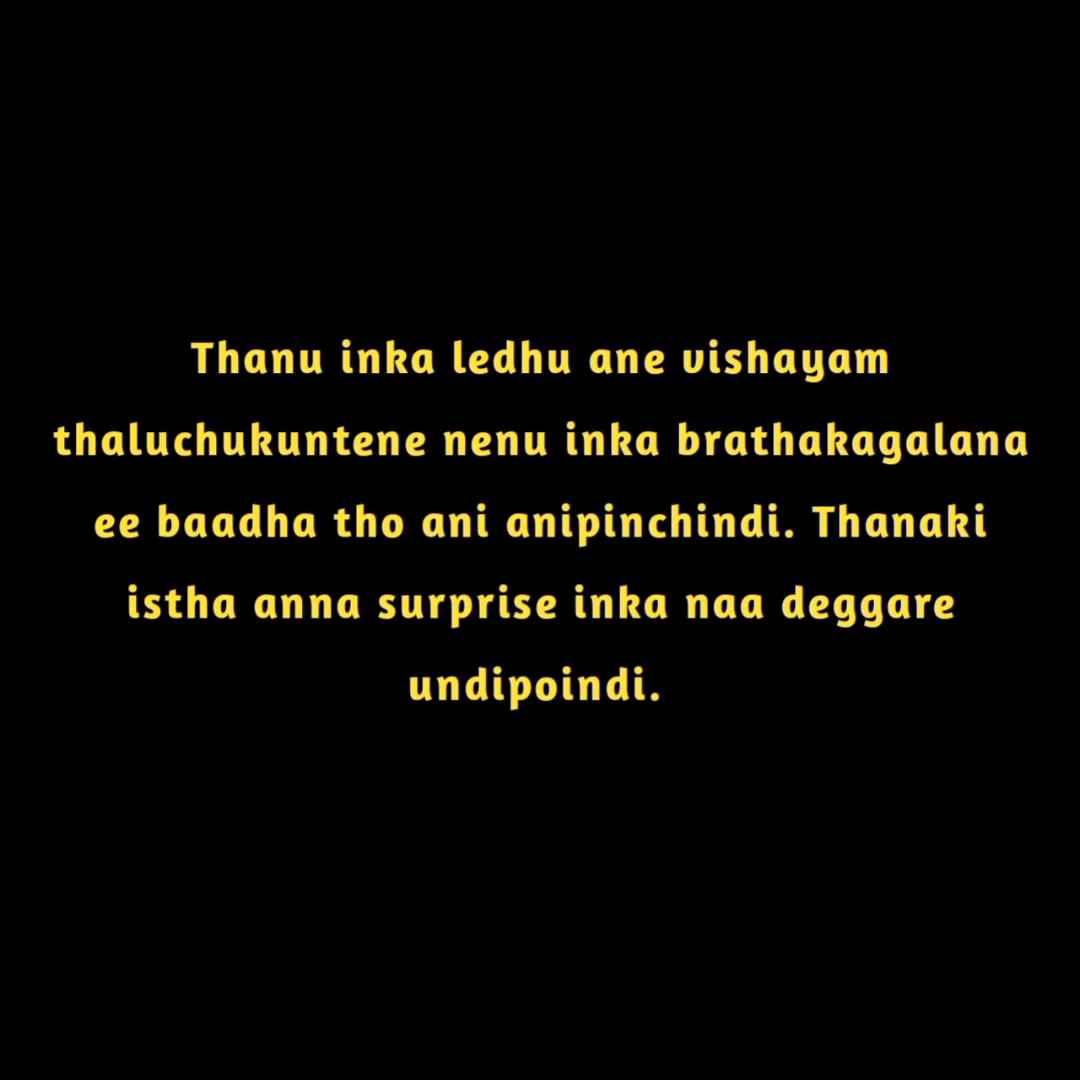 Thanu inka ledhu ane vishayam
thaluchukuntene nenu inka brathakagalana
ee baadha tho ani anipinchindi. Thanaki
istha anna surprise inka naa deggare
undipoindi.